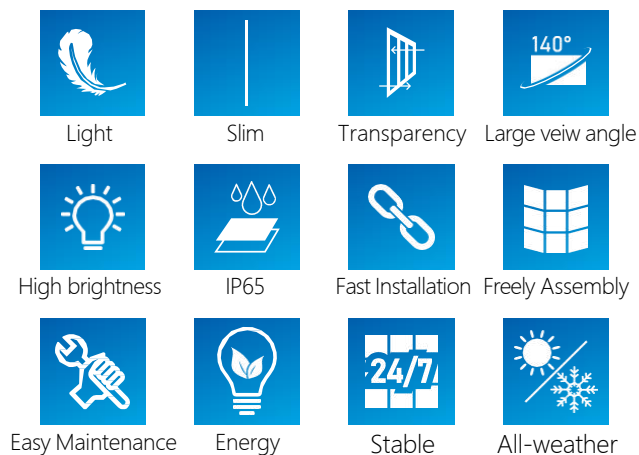 140°
Light
Slim
Transparency
Large veiw angle
High brightness
IP65
Fast Installation
Freely Assembly
24/7
Easy Maintenance
Energy
Stable
All-weather